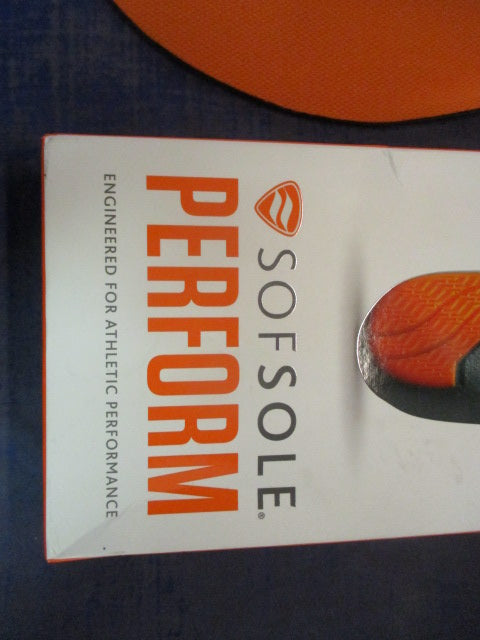 SOFSOLE®
PERFORM
ENGINEERED FOR ATHLETIC PERFORMANCE